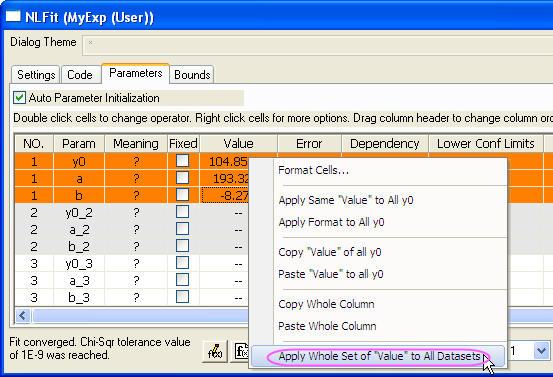 NLFit (MyExp (User))
Dialog Theme *
Settings Code Parameters Bounds
Auto Parameter Initialization
Double click cells to change operator. Right click cells for more options. Drag column header to change column ord
NO. Param Meaning Fixed Value Error Dependency Lower Conf Limits
1 y0 ? 104.85
1 a ? 193.32
1 b ? -8.27
2 y0_2 ? --
2 a_2 ? --
2 b_2 ? --
3 y0_3 ? --
3 a_3 ? --
3 b_3 ? --
Format Cells...
Apply Same "Value" to All y0
Apply Format to All y0
Copy "Value" of all y0
Paste "Value" to all y0
Copy Whole Column
Paste Whole Column
Apply Whole Set of "Value" to All Datasets
Fit converged. Chi-Sqr tolerance value
of 1E-9 was reached.
1